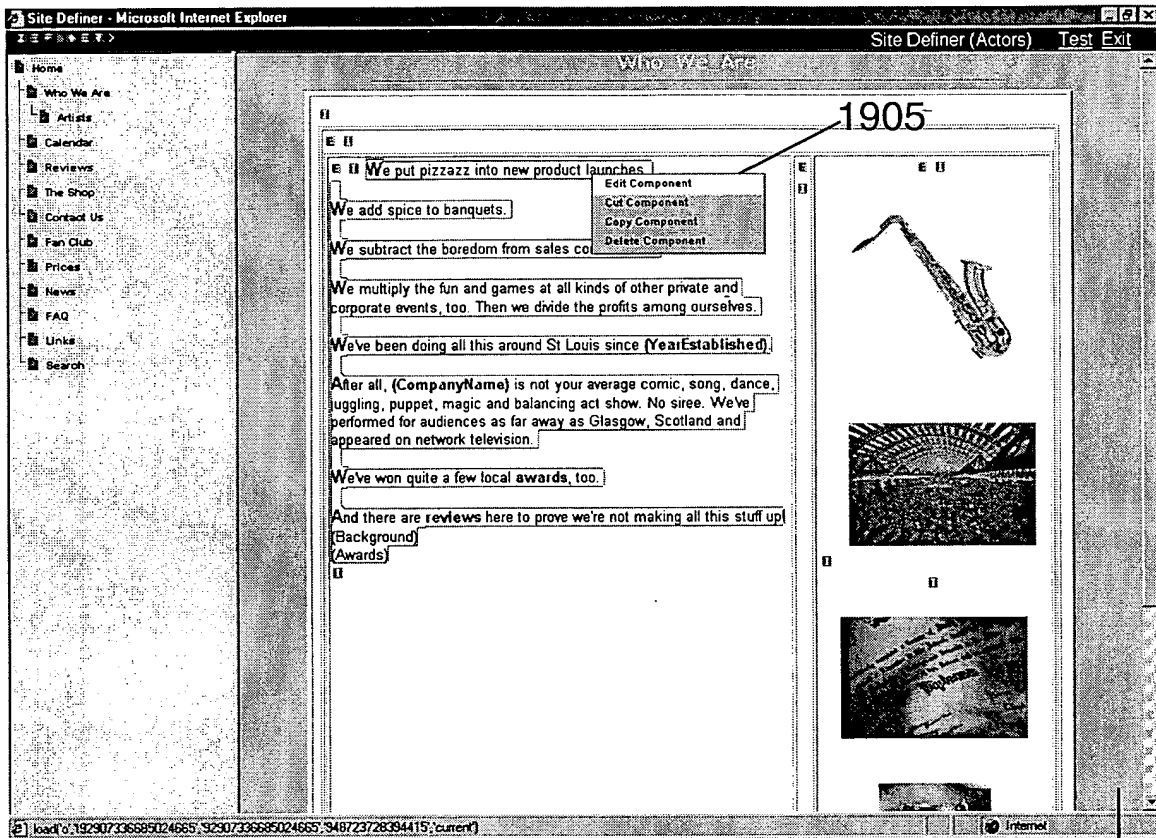 Site Definer - Microsoft Internet Explorer
Site Definer (Actors) Test Exit
Home
Who We Are
Artists
Calendar
Reviews
The Shop
Contact Us
Fan Club
Prices
News
FAQ
Links
Search
Who We Are
1905
I
E I
E I We put pizzazz into new product launches.
Edit Component
Cut Component
Copy Component
Delete Component
We add spice to banquets.
We subtract the boredom from sales co
We multiply the fun and games at all kinds of other private and
corporate events, too. Then we divide the profits among ourselves.
We've been doing all this around St Louis since (YearEstablished).
After all, (CompanyName) is not your average comic, song, dance,
juggling, puppet, magic and balancing act show. No siree. We've
performed for audiences as far away as Glasgow, Scotland and
appeared on network television.
We've won quite a few local awards, too.
And there are reviews here to prove we're not making all this stuff up!
(Background)
(Awards)
I
E
I
E I
I
I
load('o','192907336685024665','929073366850246​65','948723728394415','current')
Internet